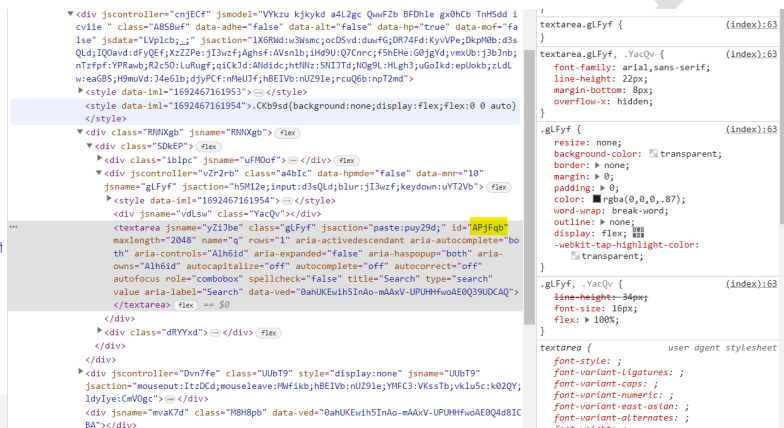 <div jscontroller="cnjECf" jsmodel="VYkzu kjkykd a4L2gc QwwFZb BFDhle gx0hCb TnHSdd i
cvlie " class="A8SBwf" data-adhe="false" data-alt="false" data-hp="true" data-mof="fa
lse" jsdata="LVplcb;_;" jsaction="lX6RWd:w3Wsmc;ocDSvd:duwfG;DR74Fd:KyvVPe;DkpM0b:d3s
QLd;IQOavd:dFyQEf;XzZZPe:jI3wzf;Aghsf:AVsnlb;iHd9U:Q7Cnrc;f5hEHe:G0jgYd;vmxUb:j3bJnb;
nTzfpf:YPRawb;R2c5O:LuRugf;qiCkJd:ANdidc;htNNz:SNIJTd;NOg9L:HLgh3;uGoIkd:epUokb;zLdL
w:eaGBS;H9muVd:J4e6lb;djyPCf:nMeUJf;hBEIVb:nUZ9le;rcuQ6b:npT2md">
<style data-iml="1692467161953">…</style>
<style data-iml="1692467161954">.CKb9sd{background:none;display:flex;flex:0 0 auto}
</style>
<div class="RNNXgb" jsname="RNNXgb"> flex
<div class="SDkEP"> flex
<div class="iblpc" jsname="uFMOof">…</div> flex
<div jscontroller="vZr2rb" class="a4bIc" data-hpmde="false" data-mnr="10"
jsname="gLFyf" jsaction="h5M12e;input:d3sQLd;blur:jI3wzf;keydown:uYT2Vb"> flex
<style data-iml="1692467161954">…</style>
<div jsname="vdLsw" class="YacQv"></div>
<textarea jsname="yZiJbe" class="gLFyf" jsaction="paste:puy29d;" id="APjFqb"
maxlength="2048" name="q" rows="1" aria-activedescendant aria-autocomplete="bo
th" aria-controls="Alh6id" aria-expanded="false" aria-haspopup="both" aria-
owns="Alh6id" autocapitalize="off" autocomplete="off" autocorrect="off"
autofocus role="combobox" spellcheck="false" title="Search" type="search"
value aria-label="Search" data-ved="0ahUKEwih5InAo-mAAxV-UPUHHfwoAE0Q39UDCAQ">
</textarea> flex == $0
</div>
<div class="dRYYxd">…</div> flex
</div>
</div>
<div jscontroller="Dvn7fe" class="UUbT9" style="display:none" jsname="UUbT9"
jsaction="mouseout:ItzDCd;mouseleave:MWfikb;hBEIVb:nUZ9le;YMFC3:VKssTb;vklu5c:k02QY;
ldyIye:CmVOgc">…</div>
<div jsname="mvaK7d" class="M8H8pb" data-ved="0ahUKEwih5InAo-mAAxV-UPUHHfwoAE0Q4d8IC
BA"></div>
}
textarea.gLFyf { (index):63
}
textarea.gLFyf, .YacQv { (index):63
font-family: arial,sans-serif;
line-height: 22px;
margin-bottom: 8px;
overflow-x: hidden;
}
.gLFyf { (index):63
resize: none;
background-color: transparent;
border: none;
margin: 0;
padding: 0;
color: rgba(0,0,0,.87);
word-wrap: break-word;
outline: none;
display: flex;
-webkit-tap-highlight-color:
transparent;
}
.gLFyf, .YacQv { (index):63
line-height: 34px;
font-size: 16px;
flex: 100%;
}
textarea { user agent stylesheet
font-style: ;
font-variant-ligatures: ;
font-variant-caps: ;
font-variant-numeric: ;
font-variant-east-asian: ;
font-variant-alternates: ;